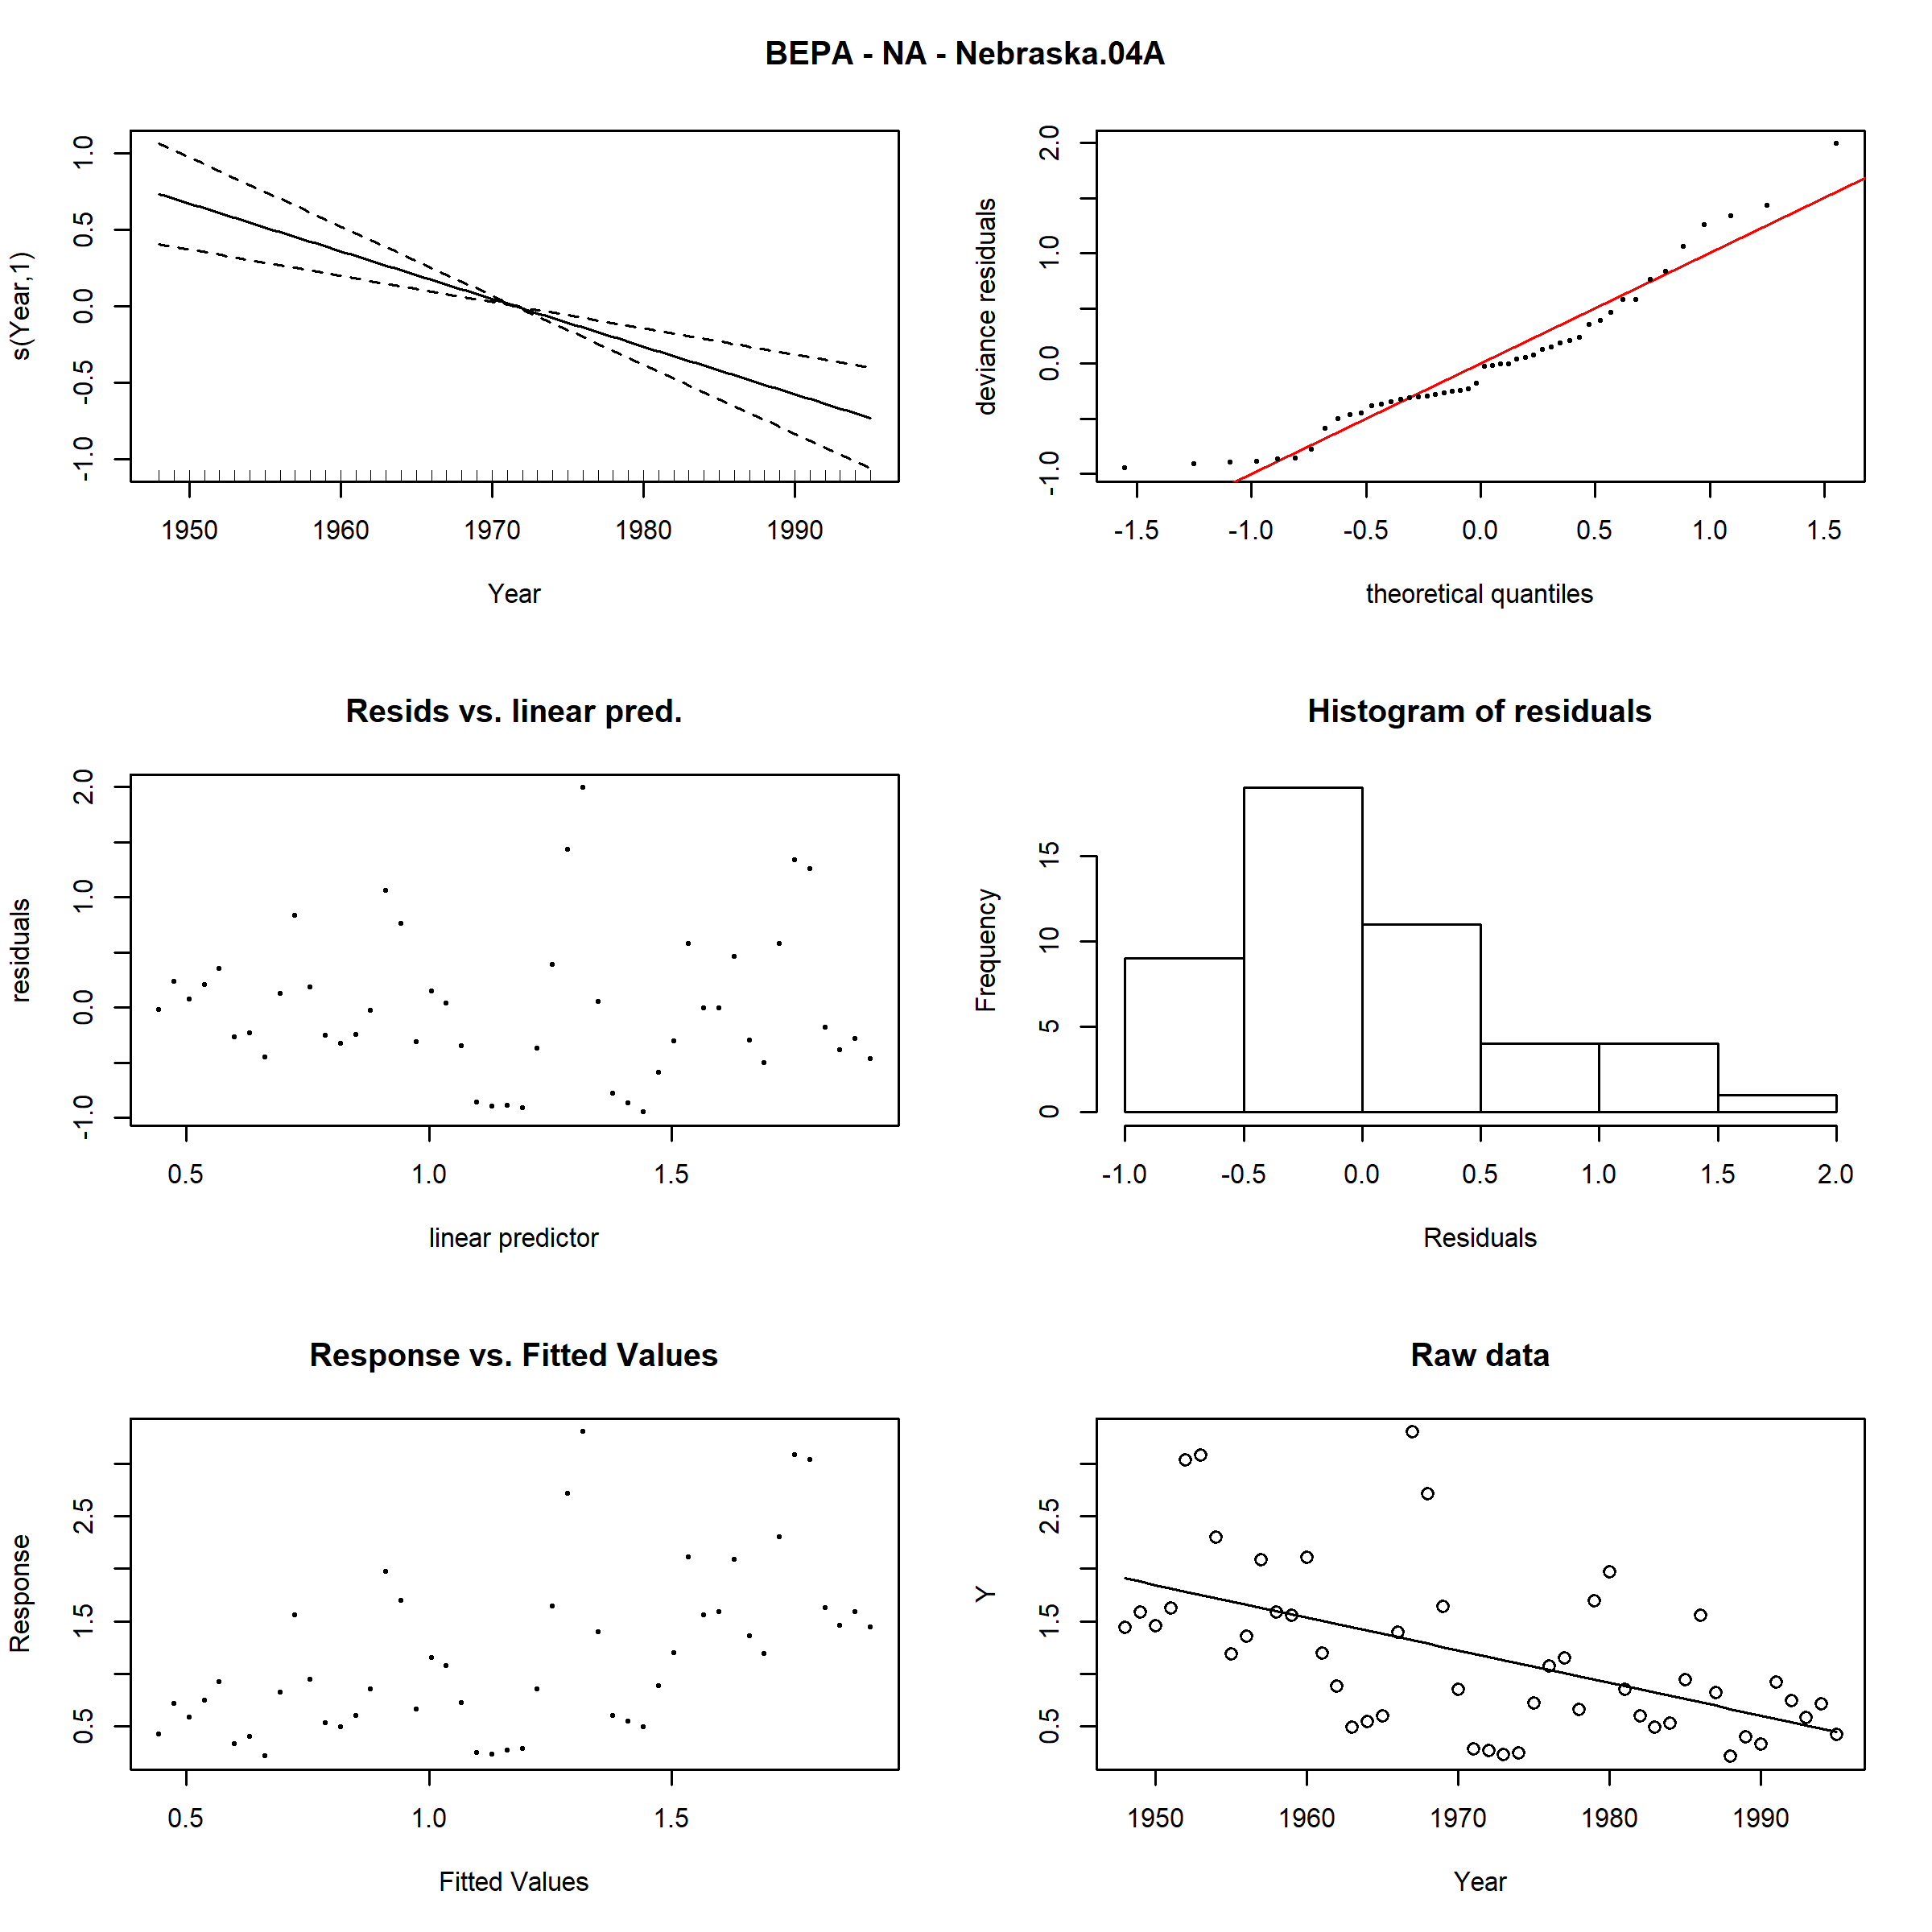 BEPA - NA - Nebraska.04A
s(Year,1)
1.0
0.5
0.0
-0.5
-1.0
1950 1960 1970 1980 1990
Year
deviance residuals
2.0
1.0
0.0
-1.0
-1.5 -1.0 -0.5 0.0 0.5 1.0 1.5
theoretical quantiles
Resids vs. linear pred.
residuals
2.0
1.0
0.0
-1.0
0.5 1.0 1.5
linear predictor
Histogram of residuals
Frequency
15
10
5
0
-1.0 -0.5 0.0 0.5 1.0 1.5 2.0
Residuals
Response vs. Fitted Values
Response
2.5
1.5
0.5
0.5 1.0 1.5
Fitted Values
Raw data
Y
2.5
1.5
0.5
1950 1960 1970 1980 1990
Year